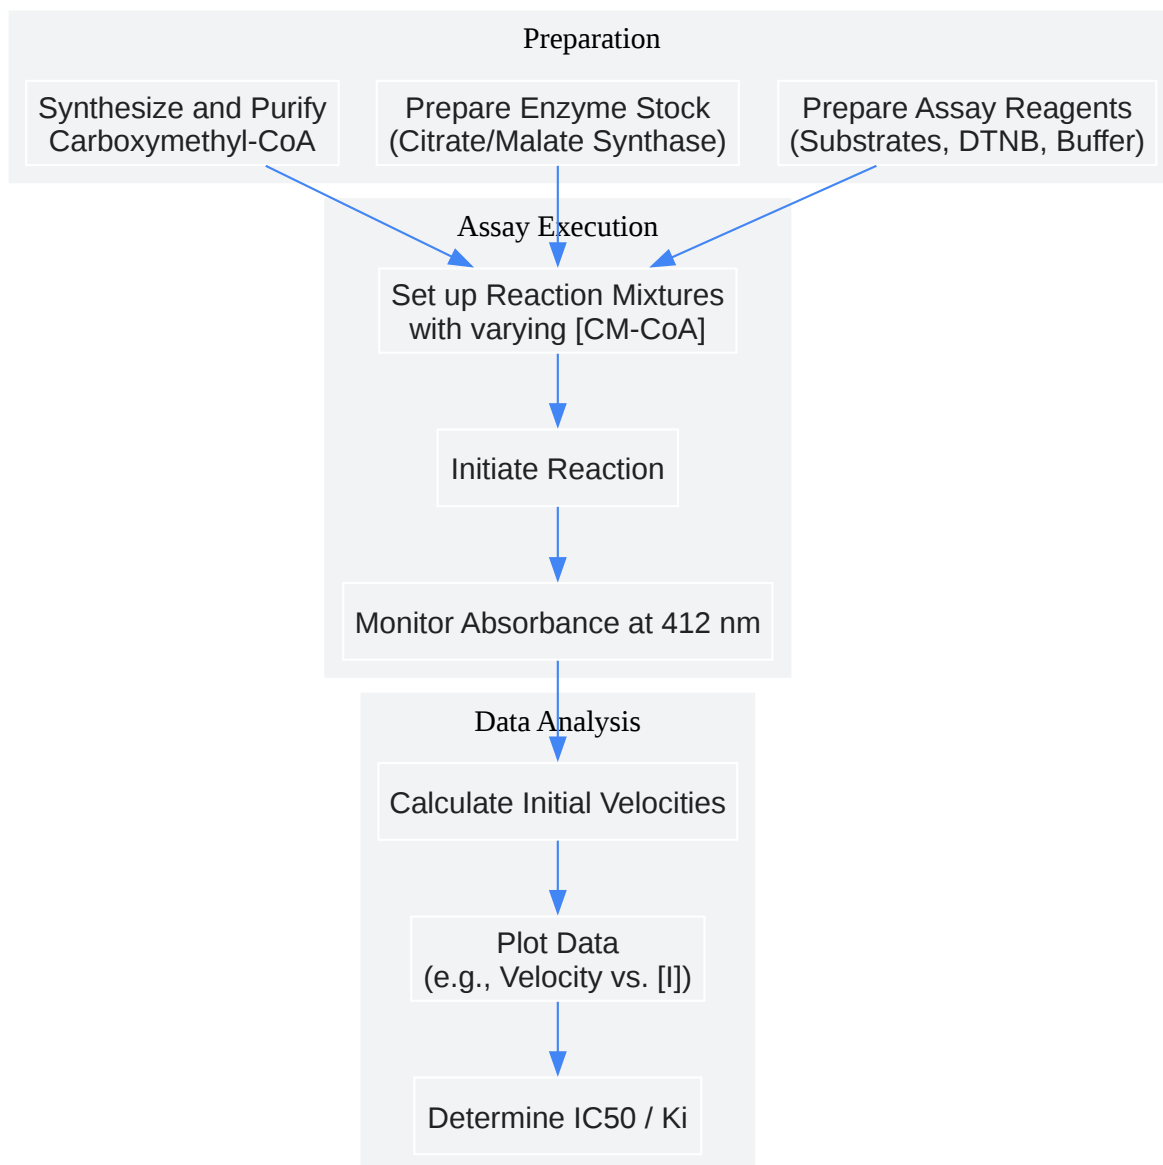 Preparation
Synthesize and Purify
Carboxymethyl-CoA
Prepare Enzyme Stock
(Citrate/Malate Synthase)
Prepare Assay Reagents
(Substrates, DTNB, Buffer)
Assay Execution
Set up Reaction Mixtures
with varying [CM-CoA]
Initiate Reaction
Monitor Absorbance at 412 nm
Data Analysis
Calculate Initial Velocities
Plot Data
(e.g., Velocity vs. [I])
Determine IC50 / Ki